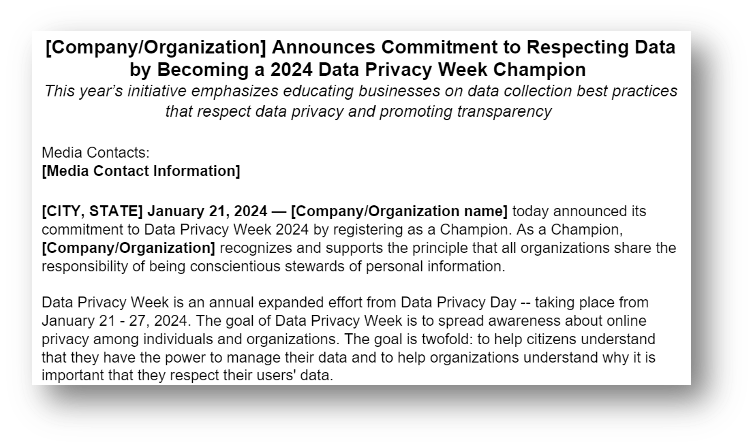 [Company/Organization] Announces Commitment to Respecting Data
by Becoming a 2024 Data Privacy Week Champion
This year's initiative emphasizes educating businesses on data collection best practices
that respect data privacy and promoting transparency
Media Contacts:
[Media Contact Information]
[CITY, STATE] January 21, 2024 — [Company/Organization name] today announced its
commitment to Data Privacy Week 2024 by registering as a Champion. As a Champion,
[Company/Organization] recognizes and supports the principle that all organizations share the
responsibility of being conscientious stewards of personal information.
Data Privacy Week is an annual expanded effort from Data Privacy Day -- taking place from
January 21 - 27, 2024. The goal of Data Privacy Week is to spread awareness about online
privacy among individuals and organizations. The goal is twofold: to help citizens understand
that they have the power to manage their data and to help organizations understand why it is
important that they respect their users' data.